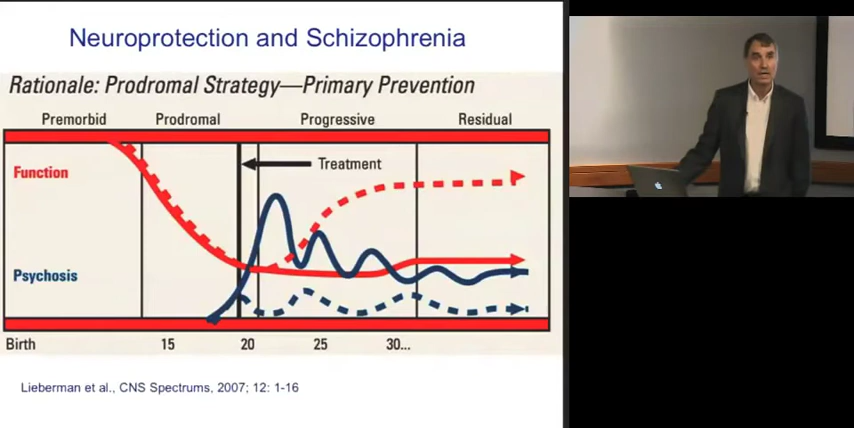 Neuroprotection and Schizophrenia
Rationale: Prodromal Strategy—Primary Prevention
Premorbid Prodromal Progressive Residual
Function
Treatment
Psychosis
Birth 15 20 25 30...
Lieberman et al., CNS Spectrums, 2007; 12: 1-16